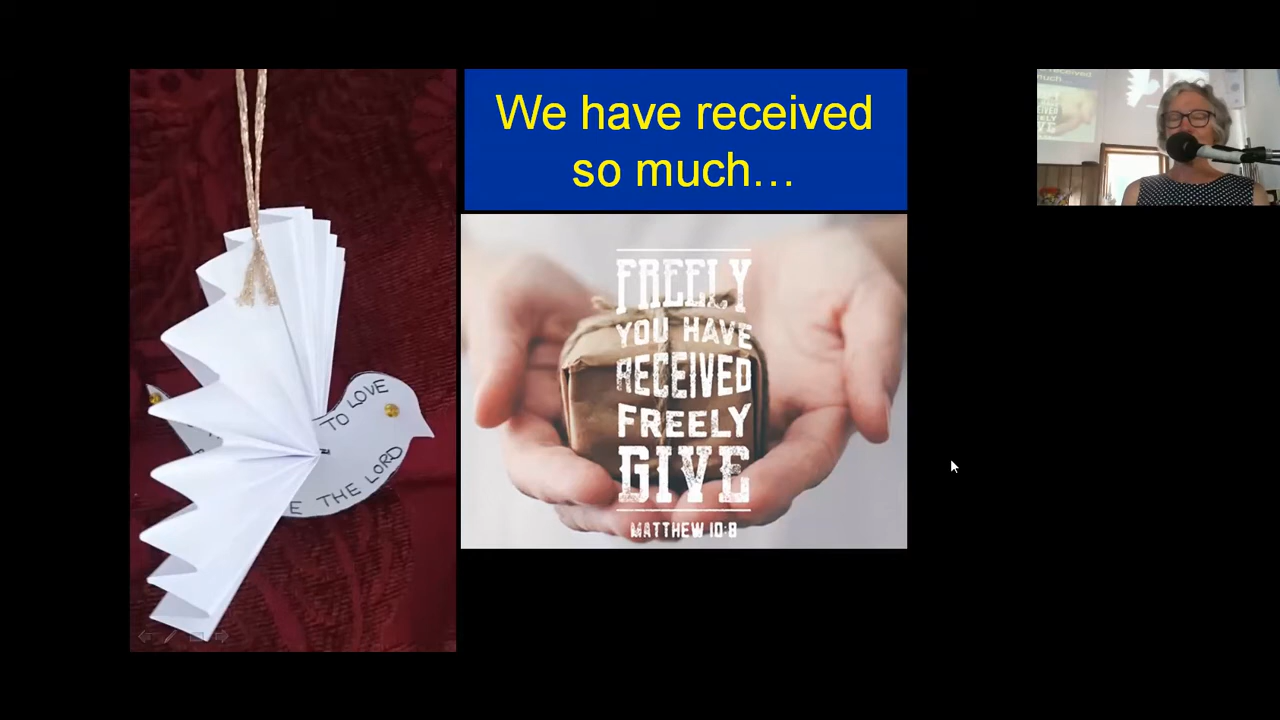 We have received
so much…
FREELY
YOU HAVE
RECEIVED
FREELY
GIVE
MATTHEW 10:8
TO LOVE
THE LORD